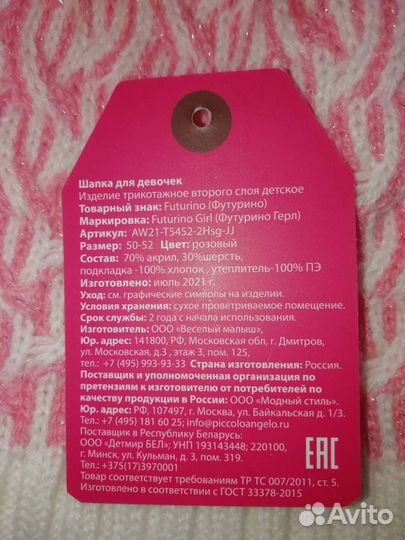 Шапка для девочек
Изделие трикотажное второго слоя детское
Товарный знак: Futurino (Футурино)
Маркировка: Futurino Girl (Футурино Герл)
Артикул: AW21-T5452-2Hsg-JJ
Размер: 50-52 Цвет: розовый
Состав: 70% акрил, 30%шерсть,
подкладка -100% хлопок , утеплитель-100% ПЭ
Изготовлено: июль 2021 г.
Уход: см. графические символы на изделии.
Условия хранения: сухое проветриваемое помещение.
Срок службы: 2 года с начала использования.
Изготовитель: ООО «Веселый малыш»,
Юр. адрес: 141800, РФ, Московская обл, г. Дмитров,
ул. Московская, д.3 , этаж 3, пом. 125,
тел.: +7 (495) 993-93-33 Страна изготовления: Россия.
Поставщик и уполномоченная организация по
претензиям к изготовителю от потребителей по
качеству продукции в России: ООО «Модный стиль».
Юр. адрес: РФ, 107497, г. Москва, ул. Байкальская д. 1/3.
Тел.: +7 (495) 181 60 25; info@piccoloangelo.ru
Поставщик в Республику Беларусь:
ООО «Детмир БЕЛ»; УНП 193143448; 220100,
г. Минск, ул. Кульман, д. 3, пом. 319.
Тел.: +375(17)3970001
Товар соответствует требованиям ТР ТС 007/2011, ст. 5.
Изготовлено в соответствии с ГОСТ 33378-2015
EAC
Avito